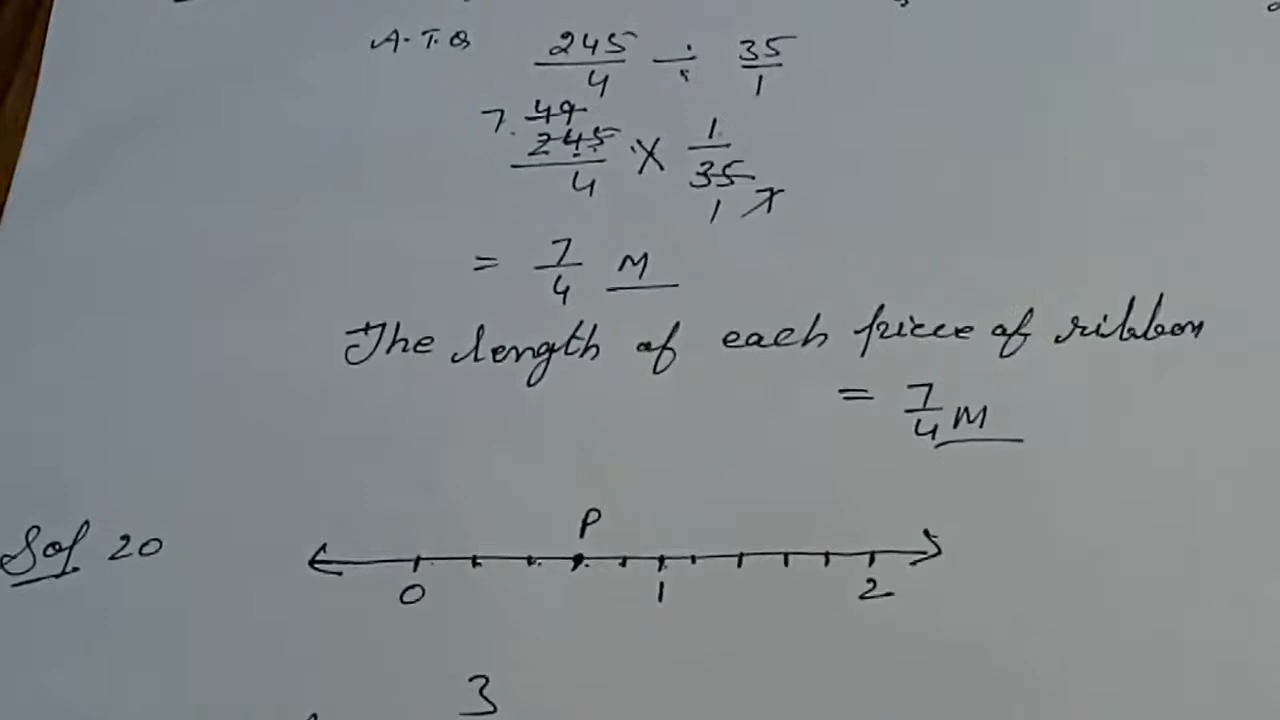 A.T.Q 245/4 ÷ 35/1
7 49
245/4 × 1/35
1 7
= 7/4 M
The length of each piece of ribbon
= 7/4 M
Sol 20
P
0 1 2
3